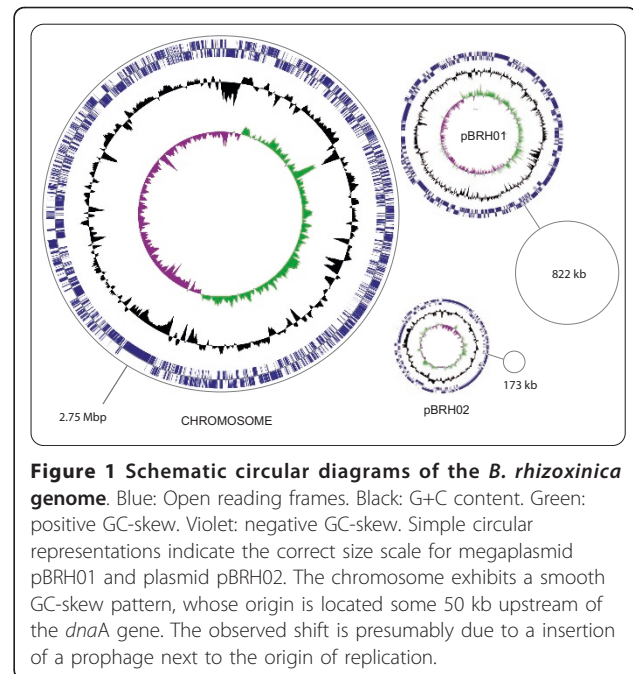 pBRH01
822 kb
173 kb
pBRH02
2.75 Mbp
CHROMOSOME
Figure 1 Schematic circular diagrams of the B. rhizoxinica
genome. Blue: Open reading frames. Black: G+C content. Green:
positive GC-skew. Violet: negative GC-skew. Simple circular
representations indicate the correct size scale for megaplasmid
pBRH01 and plasmid pBRH02. The chromosome exhibits a smooth
GC-skew pattern, whose origin is located some 50 kb upstream of
the dnaA gene. The observed shift is presumably due to a insertion
of a prophage next to the origin of replication.